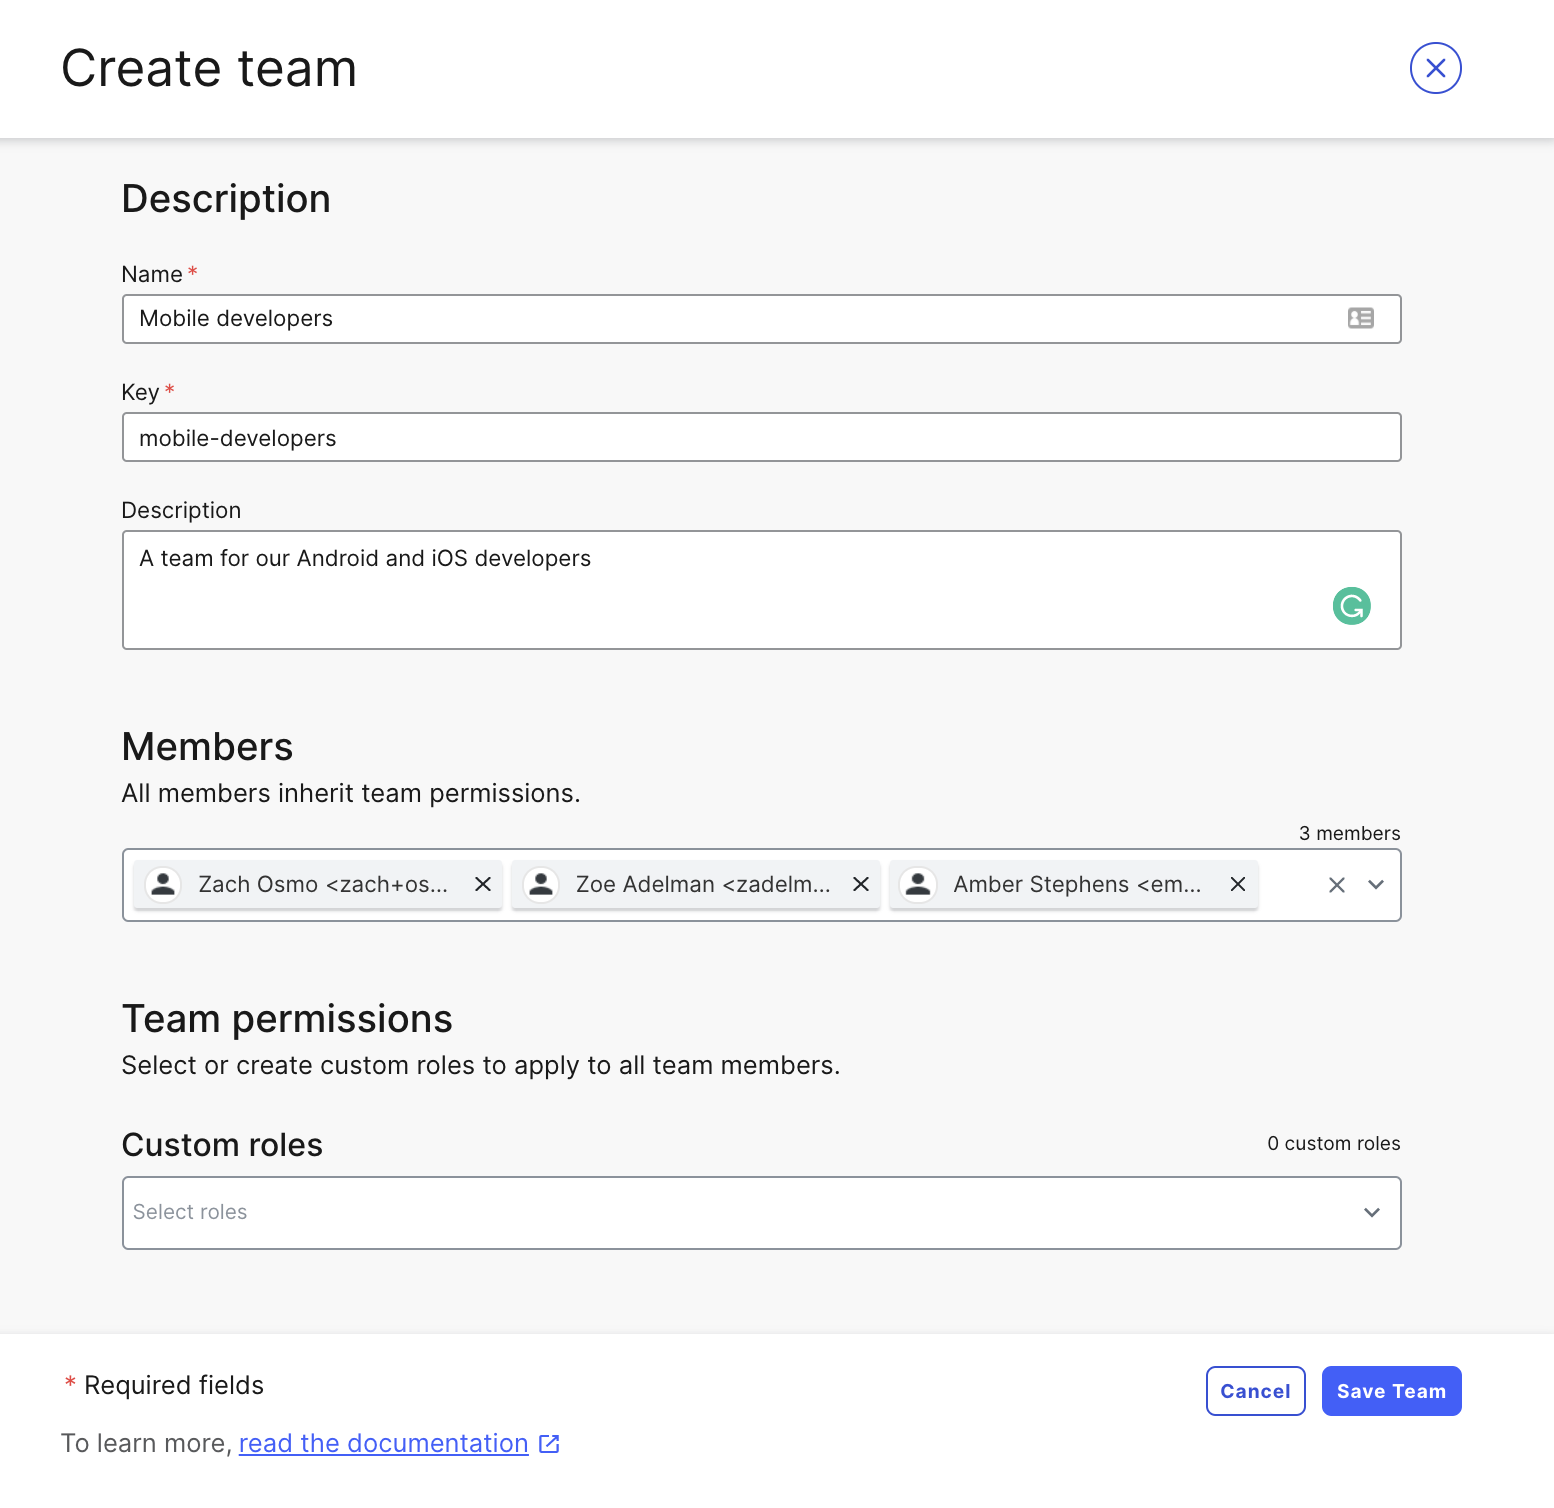 Create team
Description
Name *
Mobile developers
Key *
mobile-developers
Description
A team for our Android and iOS developers
Members
All members inherit team permissions.
3 members
Zach Osmo <zach+os... Zoe Adelman <zadelm... Amber Stephens <em...
Team permissions
Select or create custom roles to apply to all team members.
Custom roles 0 custom roles
Select roles
* Required fields
Cancel Save Team
To learn more, read the documentation